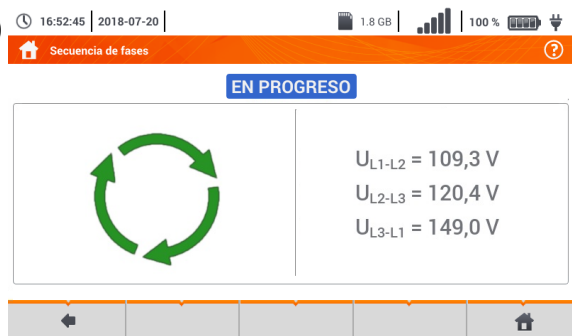 16:52:45 2018-07-20 1.8 GB 100 %
Secuencia de fases ?
EN PROGRESO
UL1-L2 = 109,3 V
UL2-L3 = 120,4 V
UL3-L1 = 149,0 V